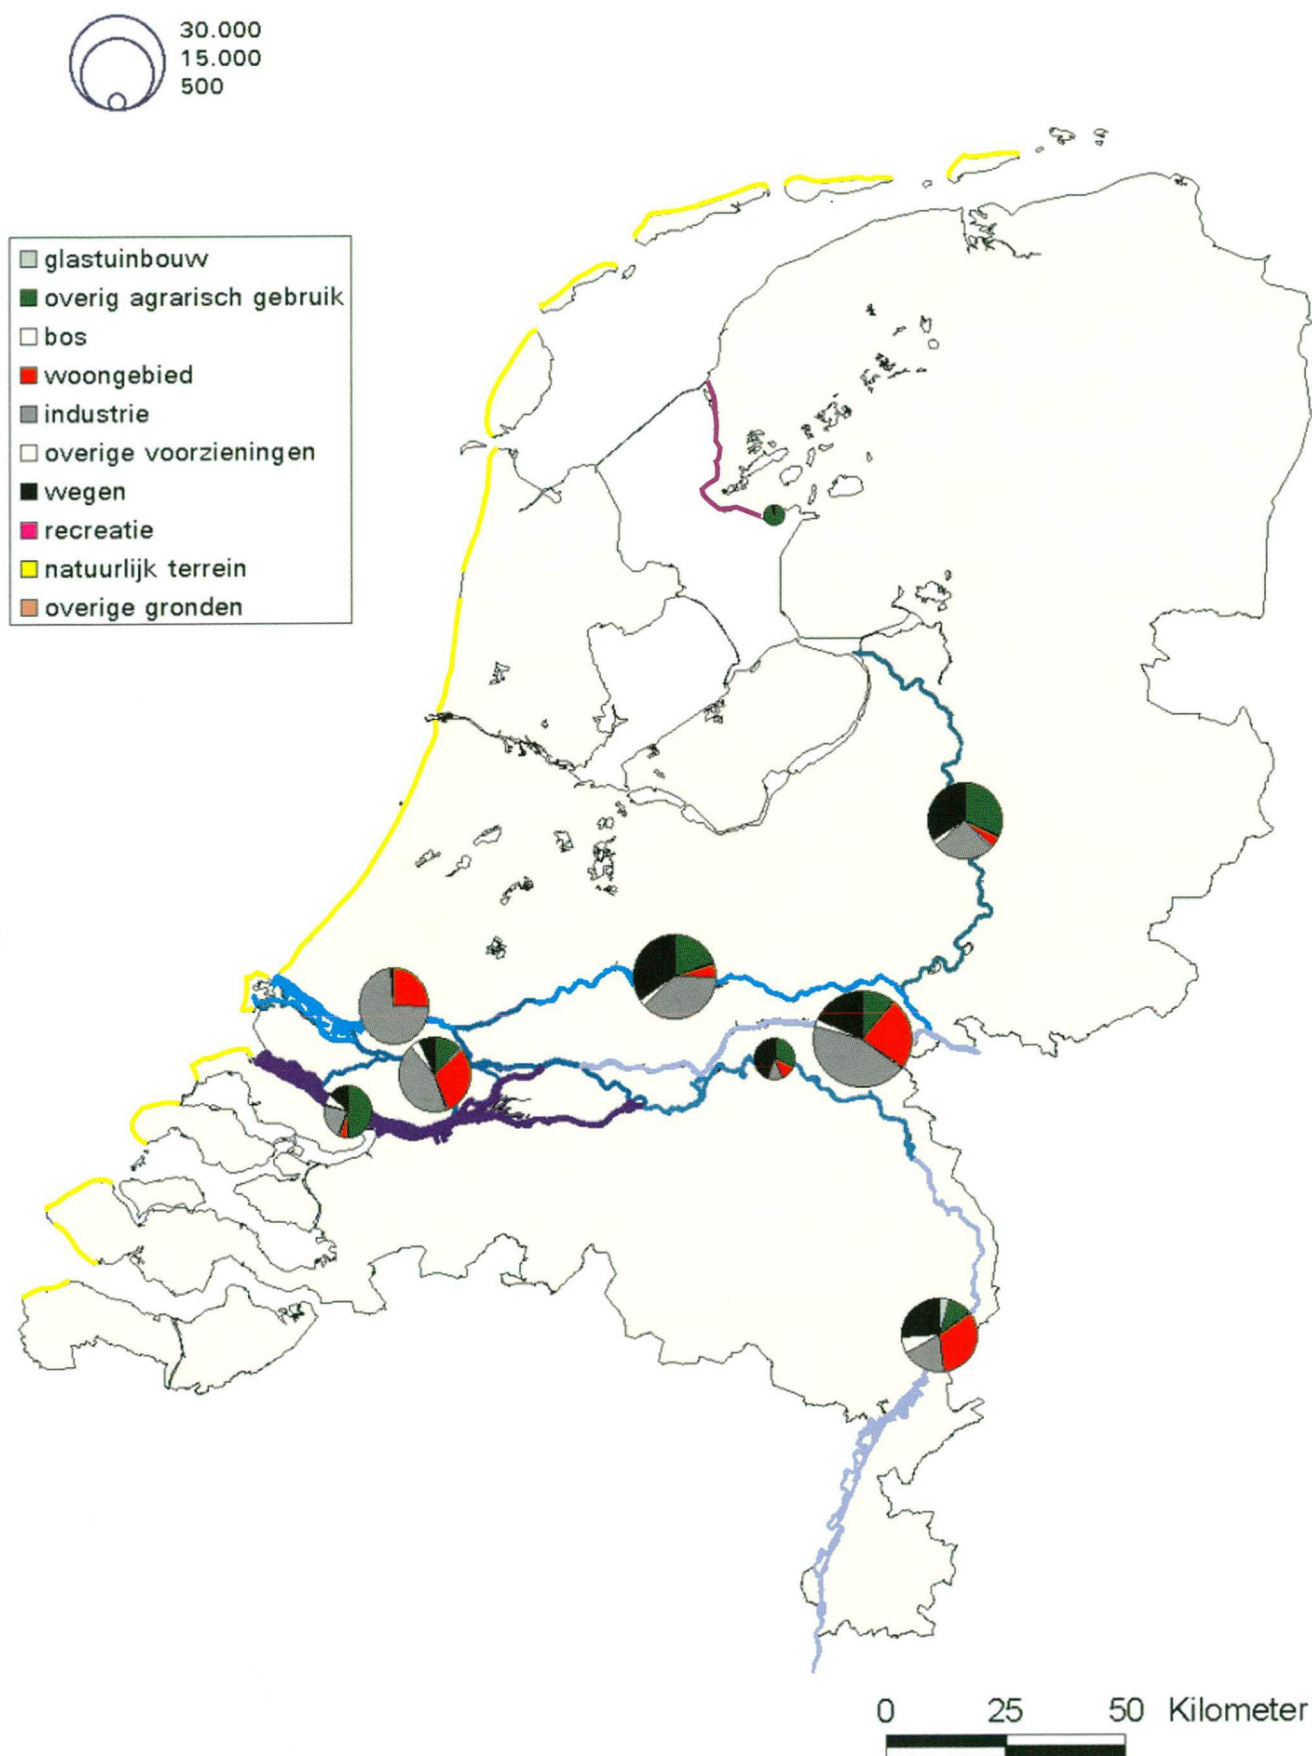 30.000
15.000
500
glastuinbouw
overig agrarisch gebruik
bos
woongebied
industrie
overige voorzieningen
wegen
recreatie
natuurlijk terrein
overige gronden
0 25 50 Kilometer